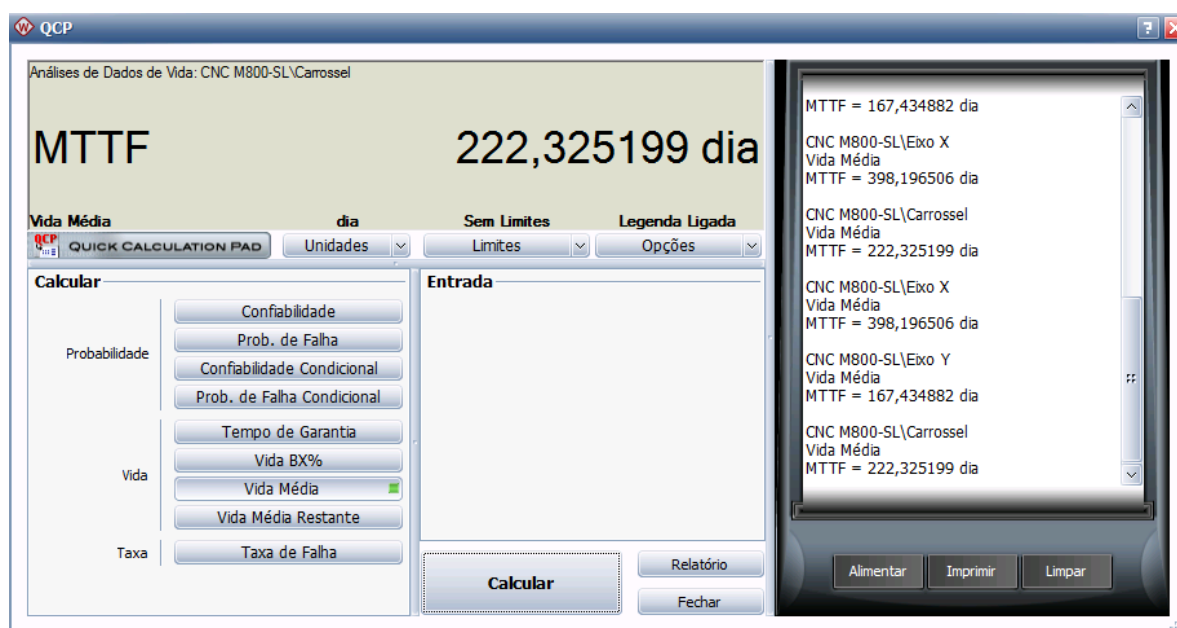 QCP
Análises de Dados de Vida: CNC M800-SL\Carrossel
MTTF 222,325199 dia
Vida Média dia Sem Limites Legenda Ligada
QCP QUICK CALCULATION PAD Unidades Limites Opções
Calcular
Probabilidade
Confiabilidade
Prob. de Falha
Confiabilidade Condicional
Prob. de Falha Condicional
Vida
Tempo de Garantia
Vida BX%
Vida Média
Vida Média Restante
Taxa
Taxa de Falha
Entrada
Calcular
Relatório
Fechar
MTTF = 167,434882 dia
CNC M800-SL\Eixo X
Vida Média
MTTF = 398,196506 dia
CNC M800-SL\Carrossel
Vida Média
MTTF = 222,325199 dia
CNC M800-SL\Eixo X
Vida Média
MTTF = 398,196506 dia
CNC M800-SL\Eixo Y
Vida Média
MTTF = 167,434882 dia
CNC M800-SL\Carrossel
Vida Média
MTTF = 222,325199 dia
Alimentar Imprimir Limpar